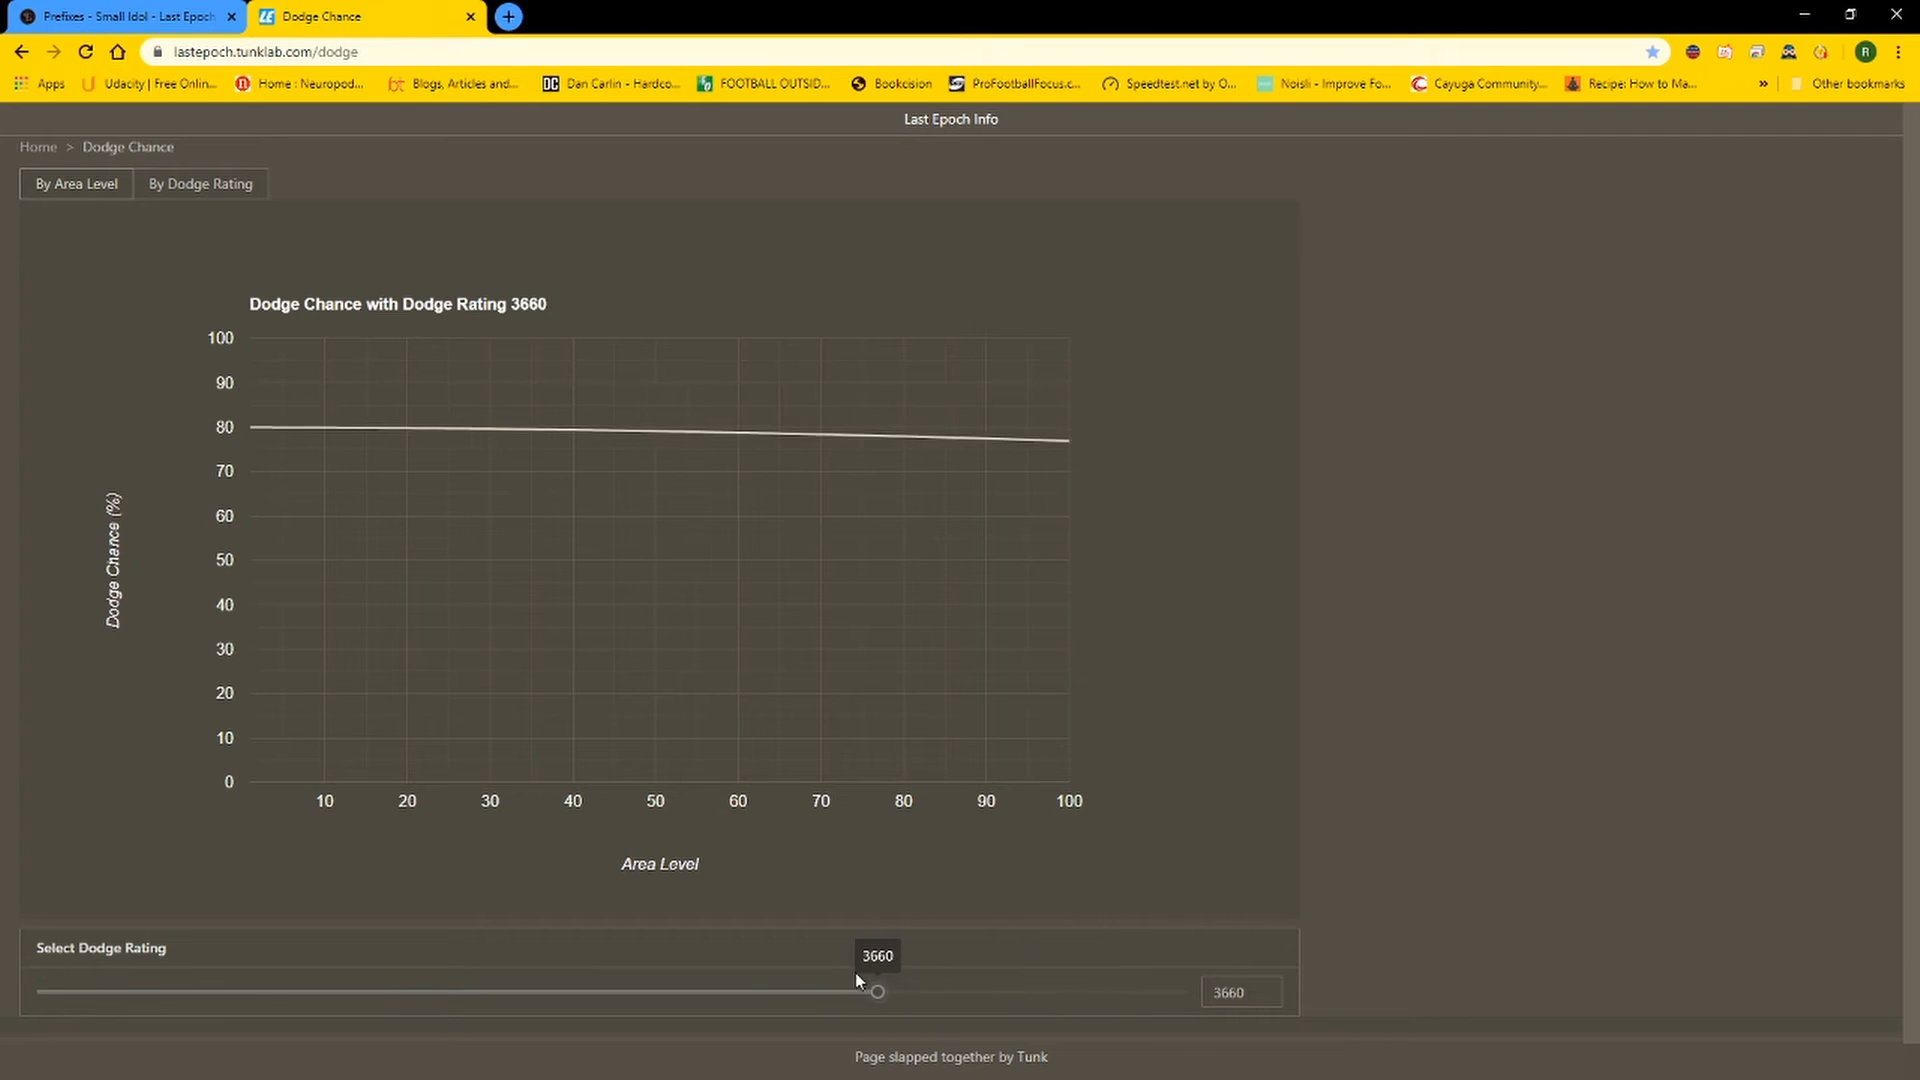 Prefixes - Small Idol - Last Epoch
Dodge Chance
lastepoch.tunklab.com/dodge
R
Apps
Udacity | Free Onlin...
Home : Neuropod...
Blogs, Articles and...
DC Dan Carlin - Hardco...
FOOTBALL OUTSID...
Bookcision
ProFootballFocus.c...
Speedtest.net by O...
Noisli - Improve Fo...
Cayuga Community...
Recipe: How to Ma...
»
Other bookmarks
Last Epoch Info
Home > Dodge Chance
By Area Level
By Dodge Rating
Dodge Chance with Dodge Rating 3660
100
90
80
70
60
50
40
30
20
10
0
Dodge Chance (%)
10 20 30 40 50 60 70 80 90 100
Area Level
Select Dodge Rating
3660
3660
Page slapped together by Tunk